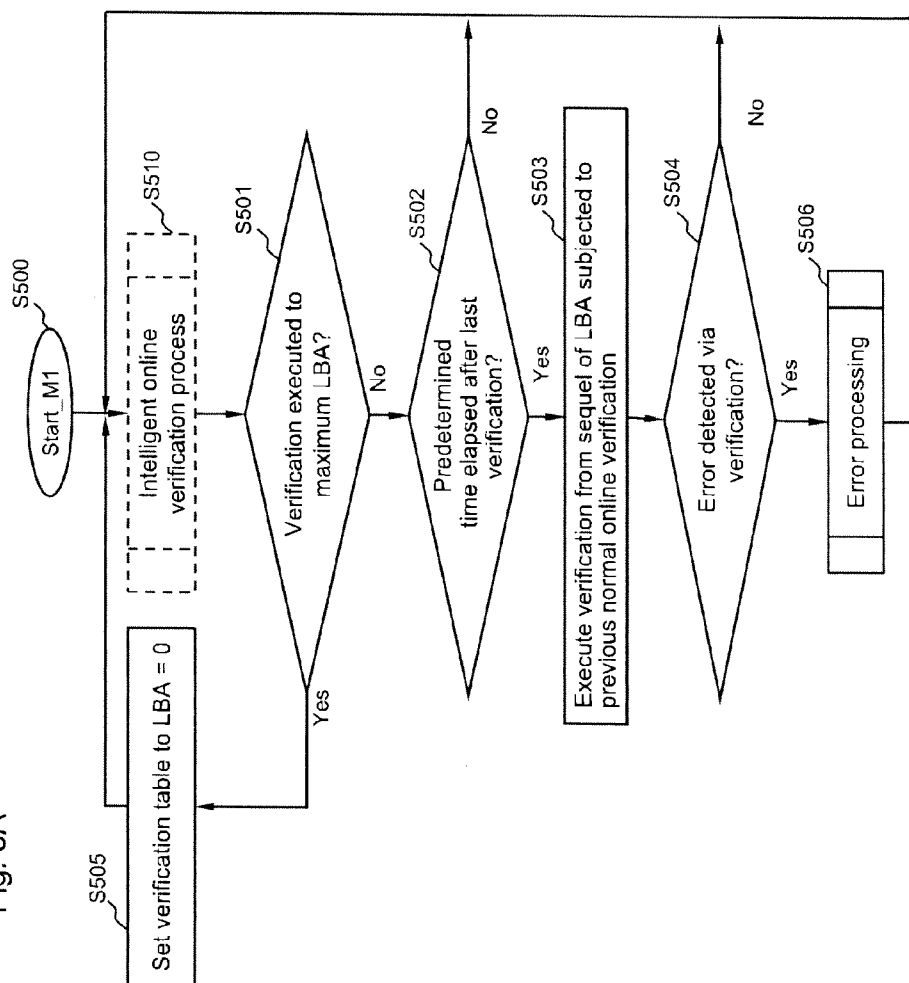 Fig.
S500
Start_M1
S510
Intelligent online
verification process
S505
Set verification table to LBA = 0
S501
Verification executed to
maximum LBA?
Yes
No
S502
Predetermined
time elapsed after last
verification?
No
Yes
S503
Execute verification from sequel of LBA subjected to
previous normal online verification
S504
Error detected via
verification?
No
Yes
S506
Error processing